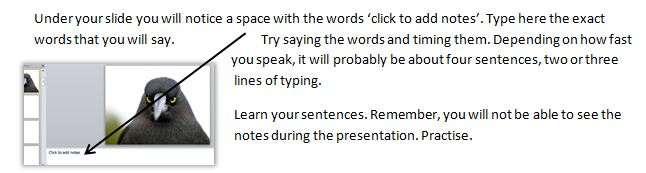 Under your slide you will notice a space with the words ‘click to add notes’. Type here the exact
words that you will say. Try saying the words and timing them. Depending on how fast
you speak, it will probably be about four sentences, two or three
lines of typing.
Learn your sentences. Remember, you will not be able to see the
notes during the presentation. Practise.
Click to add notes